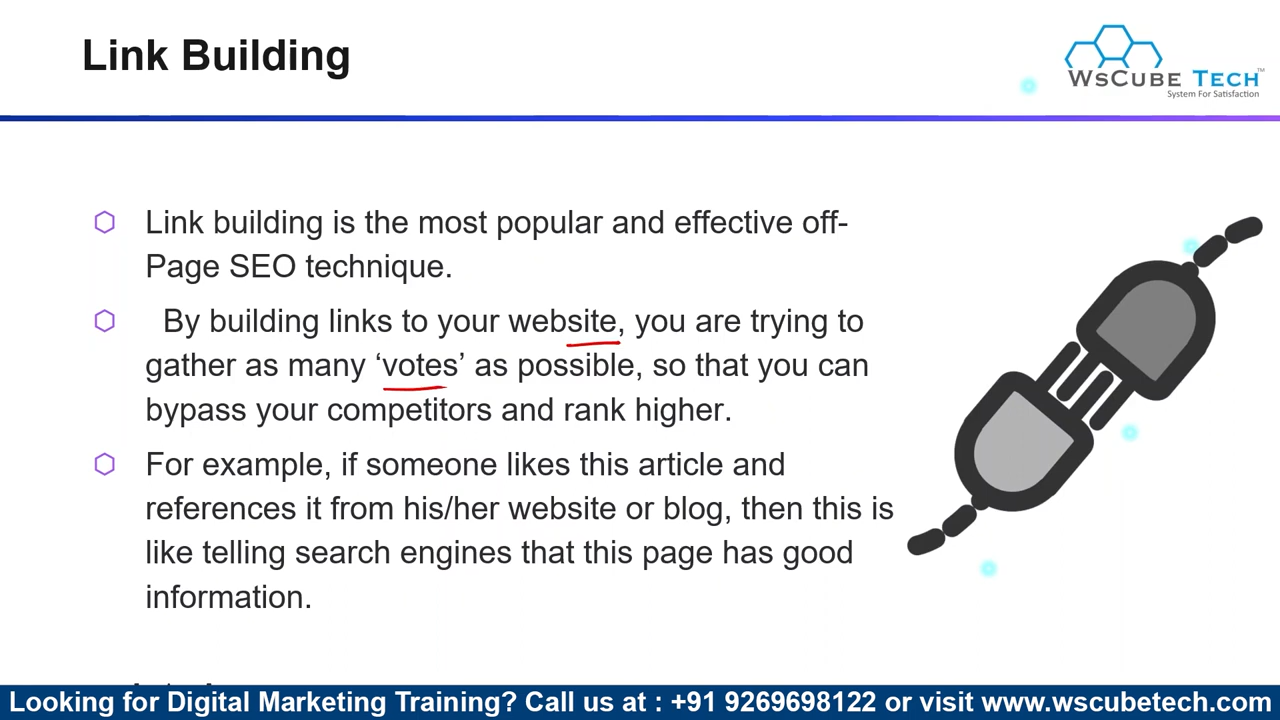 Link Building
WsCube Tech™
System For Satisfaction
Link building is the most popular and effective off-
Page SEO technique.
By building links to your website, you are trying to
gather as many ‘votes’ as possible, so that you can
bypass your competitors and rank higher.
For example, if someone likes this article and
references it from his/her website or blog, then this is
like telling search engines that this page has good
information.
Looking for Digital Marketing Training? Call us at : +91 9269698122 or visit www.wscubetech.com